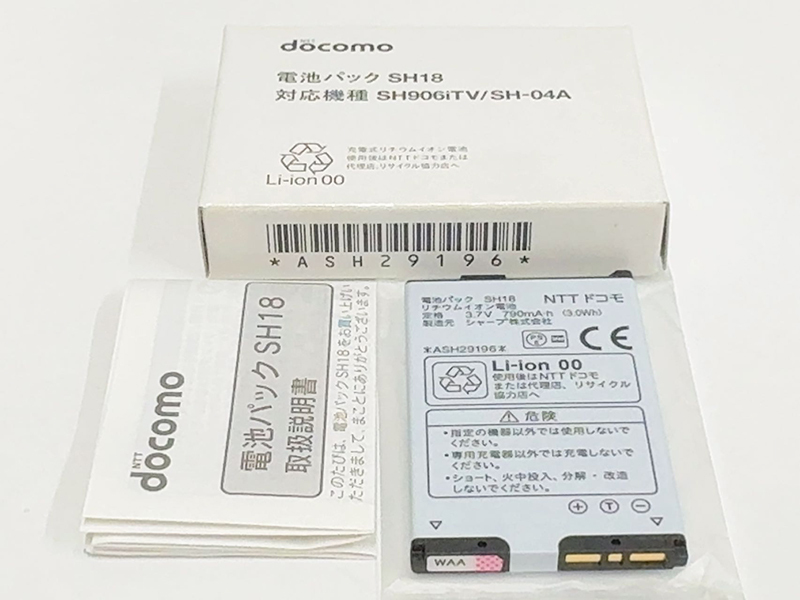 NTT
docomo
電池パック SH18
対応機種 SH906iTV/SH-04A
充電式リチウムイオン電池
使用後はNTTドコモまたは
代理店、リサイクル協力店へ
Li-ion 00
*ASH29196*
NTT
docomo
電池パック SH18
取扱説明書
このたびは、電池パック SH18をお買い上げい
ただきまして、まことにありがとうございます。
電池パック SH18 NTTドコモ
リチウムイオン電池
定格 3.7V 790mA·h (3.0Wh)
製造元 シャープ株式会社
PS
E
CE
*ASH29196*
Li-ion 00
使用後はNTTドコモ
または代理店、リサイクル
協力店へ
⚠危険
・指定の機器以外では使用しないで
ください。
・専用充電器以外では充電しないで
ください。
・ショート、火中投入、分解・改造
しないでください。
⊕ Ⓣ ⊖
WAA